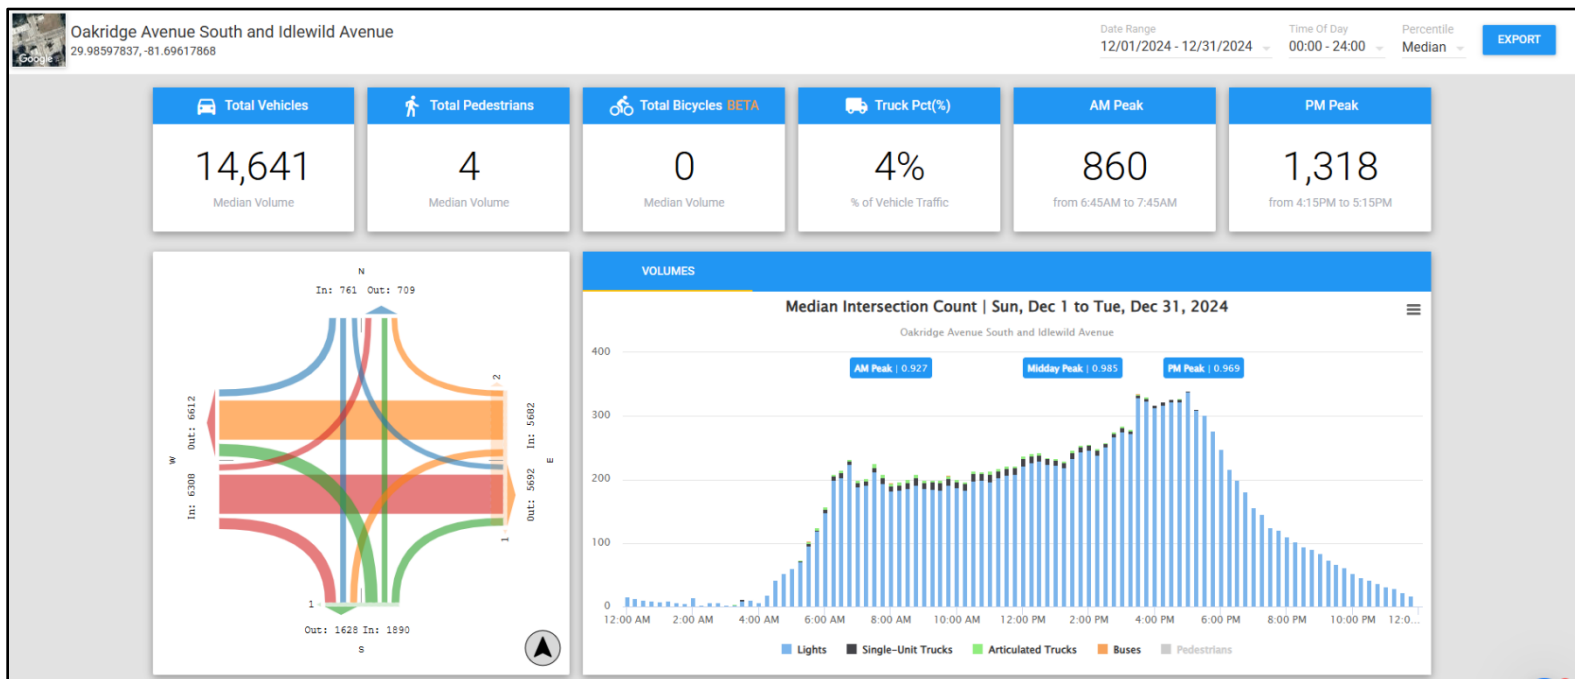 Oakridge Avenue South and Idlewild Avenue
29.98597837, -81.69617868
Google
Date Range
12/01/2024 - 12/31/2024
Time Of Day
00:00 - 24:00
Percentile
Median
EXPORT
Total Vehicles
14,641
Median Volume
Total Pedestrians
4
Median Volume
Total Bicycles BETA
0
Median Volume
Truck Pct(%)
4%
% of Vehicle Traffic
AM Peak
860
from 6:45AM to 7:45AM
PM Peak
1,318
from 4:15PM to 5:15PM
N
In: 761 Out: 709
W
Out: 6612
In: 6308
2
In: 5682
E
Out: 5692
1
1
Out: 1628 In: 1890
S
VOLUMES
Median Intersection Count | Sun, Dec 1 to Tue, Dec 31, 2024
Oakridge Avenue South and Idlewild Avenue
400
300
200
100
0
AM Peak | 0.927
Midday Peak | 0.985
PM Peak | 0.969
12:00 AM 2:00 AM 4:00 AM 6:00 AM 8:00 AM 10:00 AM 12:00 PM 2:00 PM 4:00 PM 6:00 PM 8:00 PM 10:00 PM 12:0...
Lights Single-Unit Trucks Articulated Trucks Buses Pedestrians